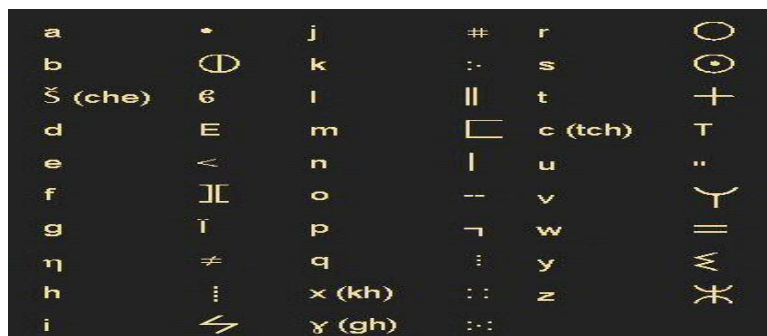 a • j # r ⵔ
b ⵀ k :· s ⵙ
Š (che) ϐ l || t +
d E m ⊏ c (tch) T
e < n | u ··
f ][ o -- v
g Ï p ¬ w =
η ≠ q ⋮ y ⵢ
h ⁞ x (kh) : : z ⵣ
i ϟ ɣ (gh) :·: